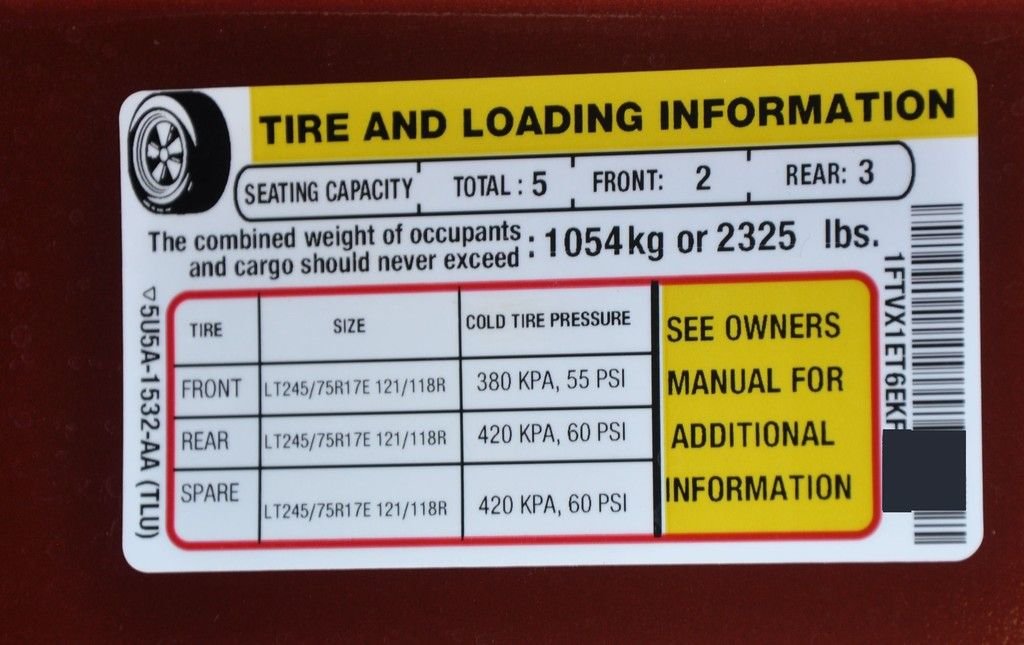 TIRE AND LOADING INFORMATION
SEATING CAPACITY TOTAL : 5 FRONT: 2 REAR: 3
The combined weight of occupants
and cargo should never exceed : 1054 kg or 2325 lbs.
TIRE SIZE COLD TIRE PRESSURE
FRONT LT245/75R17E 121/118R 380 KPA, 55 PSI
REAR LT245/75R17E 121/118R 420 KPA, 60 PSI
SPARE LT245/75R17E 121/118R 420 KPA, 60 PSI
SEE OWNERS
MANUAL FOR
ADDITIONAL
INFORMATION
5U5A-1532-AA (TLU)
1FTVX1ET6EKF